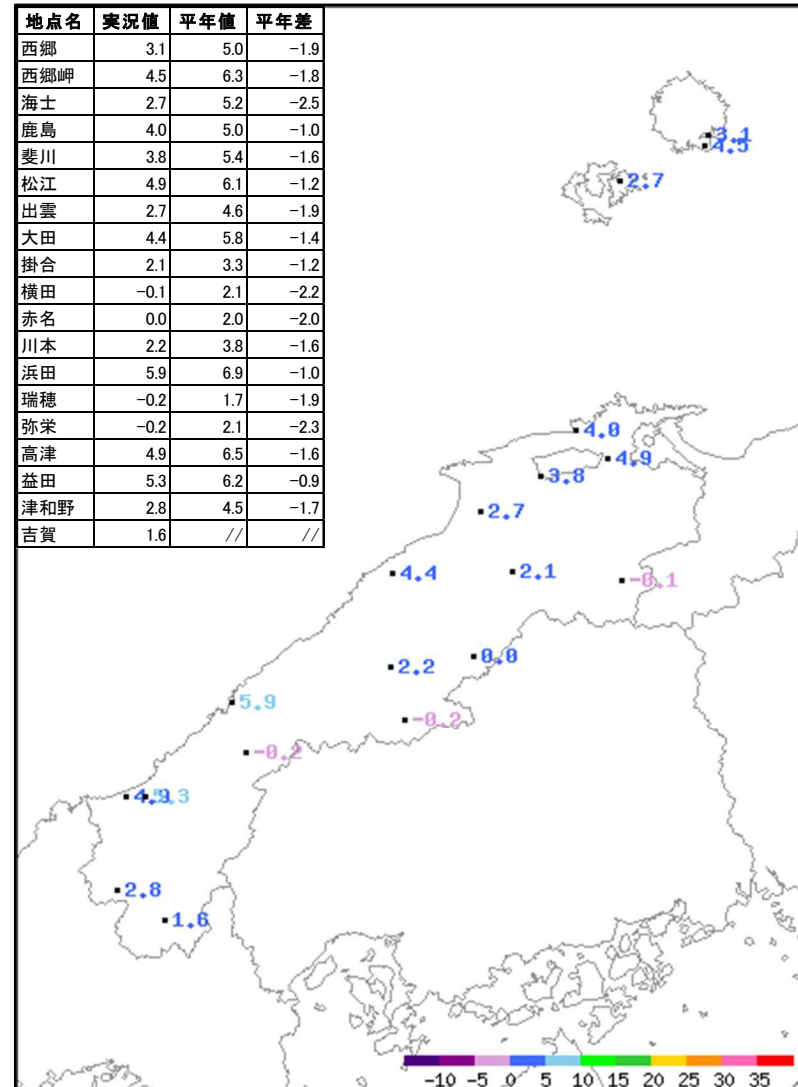 地点名 実況値 平年値 平年差
西郷 3.1 5.0 −1.9
西郷岬 4.5 6.3 −1.8
海士 2.7 5.2 −2.5
鹿島 4.0 5.0 −1.0
斐川 3.8 5.4 −1.6
松江 4.9 6.1 −1.2
出雲 2.7 4.6 −1.9
大田 4.4 5.8 −1.4
掛合 2.1 3.3 −1.2
横田 −0.1 2.1 −2.2
赤名 0.0 2.0 −2.0
川本 2.2 3.8 −1.6
浜田 5.9 6.9 −1.0
瑞穂 −0.2 1.7 −1.9
弥栄 −0.2 2.1 −2.3
高津 4.9 6.5 −1.6
益田 5.3 6.2 −0.9
津和野 2.8 4.5 −1.7
吉賀 1.6 // //
3.1
4.5
2.7
4.0
4.9
3.8
2.7
4.4
2.1
-0.1
0.0
2.2
5.9
-0.2
-0.2
4.9
5.3
2.8
1.6
-10 -5 0 5 10 15 20 25 30 35